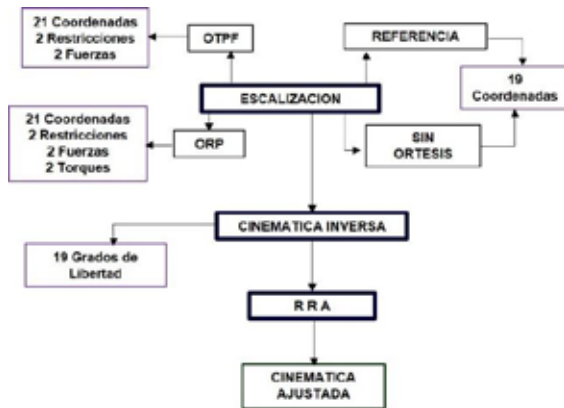 21 Coordenadas
2 Restricciones
2 Fuerzas
OTPF
REFERENCIA
19
Coordenadas
ESCALIZACION
21 Coordenadas
2 Restricciones
2 Fuerzas
2 Torques
ORP
SIN
ORTESIS
CINEMATICA INVERSA
19 Grados de
Libertad
R R A
CINEMATICA
AJUSTADA